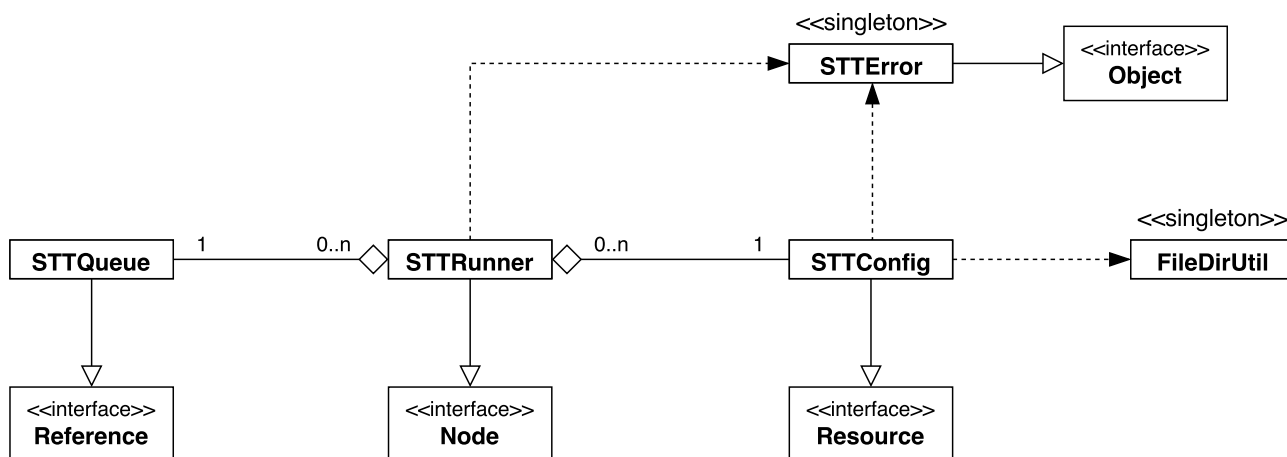 <<singleton>>
STTError
<<interface>>
Object
<<singleton>>
1
0..n
0..n
1
STTQueue
STTRunner
STTConfig
FileDirUtil
<<interface>>
Reference
<<interface>>
Node
<<interface>>
Resource